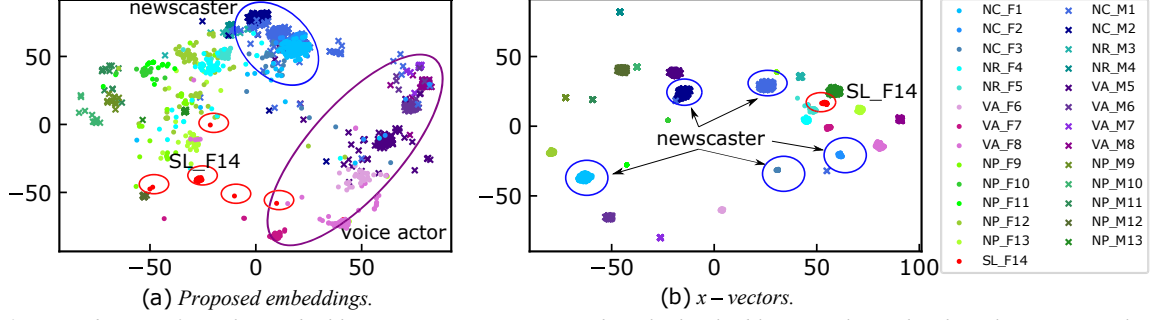 newscaster
50
0
−50
SL_F14
voice actor
−50
0
50
(a) Proposed embeddings.
50
0
−50
SL_F14
newscaster
−50
0
50
100
(b) x − vectors.
NC_F1
NC_F2
NC_F3
NR_F4
NR_F5
VA_F6
VA_F7
VA_F8
NP_F9
NP_F10
NP_F11
NP_F12
NP_F13
SL_F14
NC_M1
NC_M2
NR_M3
NR_M4
VA_M5
VA_M6
VA_M7
VA_M8
NP_M9
NP_M10
NP_M11
NP_M12
NP_M13